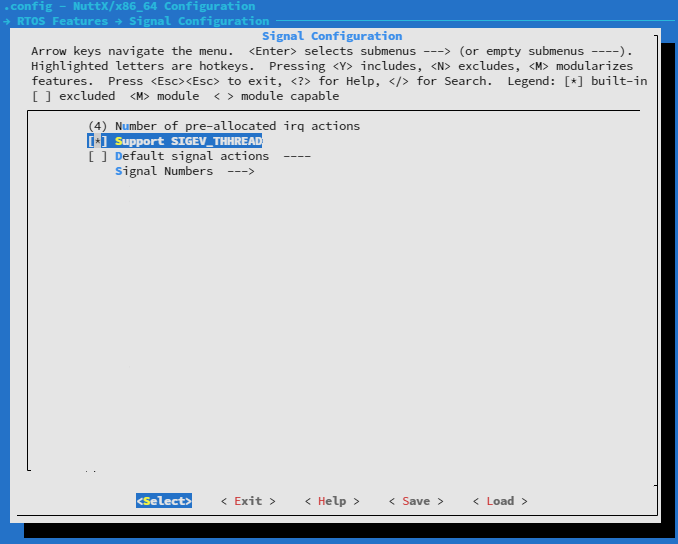 .config - NuttX/x86_64 Configuration
→ RTOS Features → Signal Configuration
Signal Configuration
Arrow keys navigate the menu. <Enter> selects submenus ---> (or empty submenus ----).
Highlighted letters are hotkeys. Pressing <Y> includes, <N> excludes, <M> modularizes
features. Press <Esc><Esc> to exit, <?> for Help, </> for Search. Legend: [*] built-in
[ ] excluded <M> module < > module capable
(4) Number of pre-allocated irq actions
[*] Support SIGEV_THHREAD
[ ] Default signal actions ----
Signal Numbers --->
<Select> < Exit > < Help > < Save > < Load >